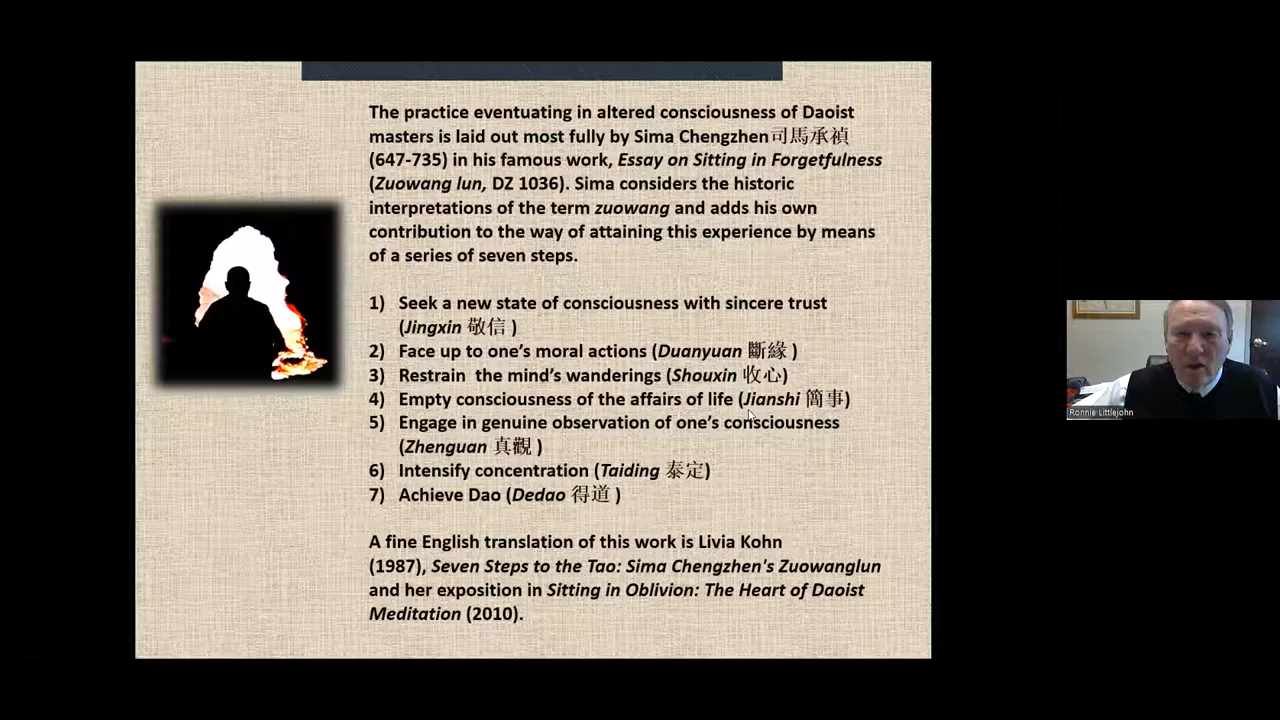 The practice eventuating in altered consciousness of Daoist
masters is laid out most fully by Sima Chengzhen司馬承禎
(647-735) in his famous work, Essay on Sitting in Forgetfulness
(Zuowang lun, DZ 1036). Sima considers the historic
interpretations of the term zuowang and adds his own
contribution to the way of attaining this experience by means
of a series of seven steps.
1) Seek a new state of consciousness with sincere trust
(Jingxin 敬信 )
2) Face up to one’s moral actions (Duanyuan 斷緣 )
3) Restrain the mind’s wanderings (Shouxin 收心)
4) Empty consciousness of the affairs of life (Jianshi 簡事)
5) Engage in genuine observation of one’s consciousness
(Zhenguan 真觀 )
6) Intensify concentration (Taiding 泰定)
7) Achieve Dao (Dedao 得道 )
A fine English translation of this work is Livia Kohn
(1987), Seven Steps to the Tao: Sima Chengzhen's Zuowanglun
and her exposition in Sitting in Oblivion: The Heart of Daoist
Meditation (2010).
Ronnie Littlejohn